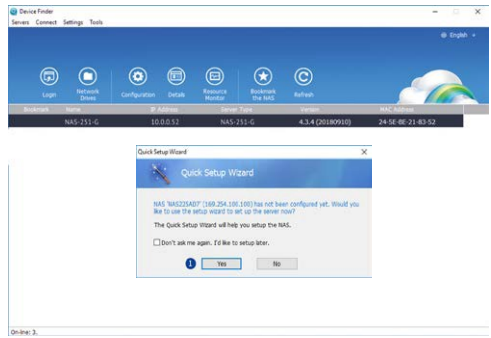 Device Finder
Servers Connect Settings Tools
English
Login
Network Drives
Configuration
Details
Resource Monitor
Bookmark the NAS
Refresh
Bookmark Name IP Address Server Type Version MAC Address
NAS-251-G 10.0.0.52 NAS-251-G 4.3.4 (20180910) 24-5E-BE-21-83-52
Quick Setup Wizard
Quick Setup Wizard
NAS "NAS225AD7" (169.254.100.100) has not been configured yet. Would you
like to use the setup wizard to set up the server now?
The Quick Setup Wizard will help you setup the NAS.
Don't ask me again. I'd like to setup later.
1 Yes No
On-line: 3.